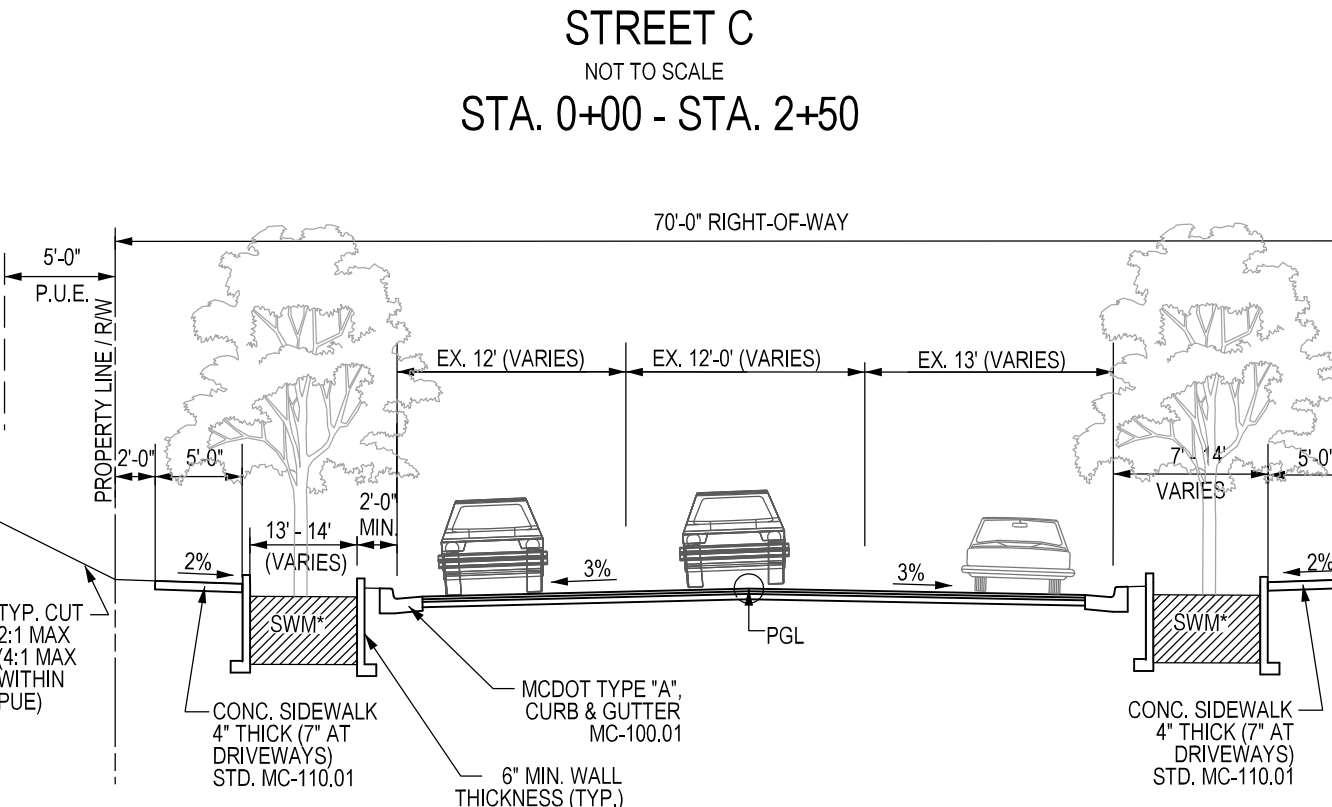 STREET C
NOT TO SCALE
STA. 0+00 - STA. 2+50
70'-0" RIGHT-OF-WAY
5'-0"
P.U.E.
PROPERTY LINE / R/W
EX. 12' (VARIES)
EX. 12'-0' (VARIES)
EX. 13' (VARIES)
2'-0"
5'-0"
13' - 14'
(VARIES)
2'-0"
MIN.
7' - 14'
VARIES
5'-0"
2%
3%
3%
2%
SWM*
SWM*
PGL
TYP. CUT
2:1 MAX
(4:1 MAX
WITHIN
PUE)
CONC. SIDEWALK
4" THICK (7" AT
DRIVEWAYS)
STD. MC-110.01
MCDOT TYPE "A",
CURB & GUTTER
MC-100.01
6" MIN. WALL
THICKNESS (TYP.)
CONC. SIDEWALK
4" THICK (7" AT
DRIVEWAYS)
STD. MC-110.01